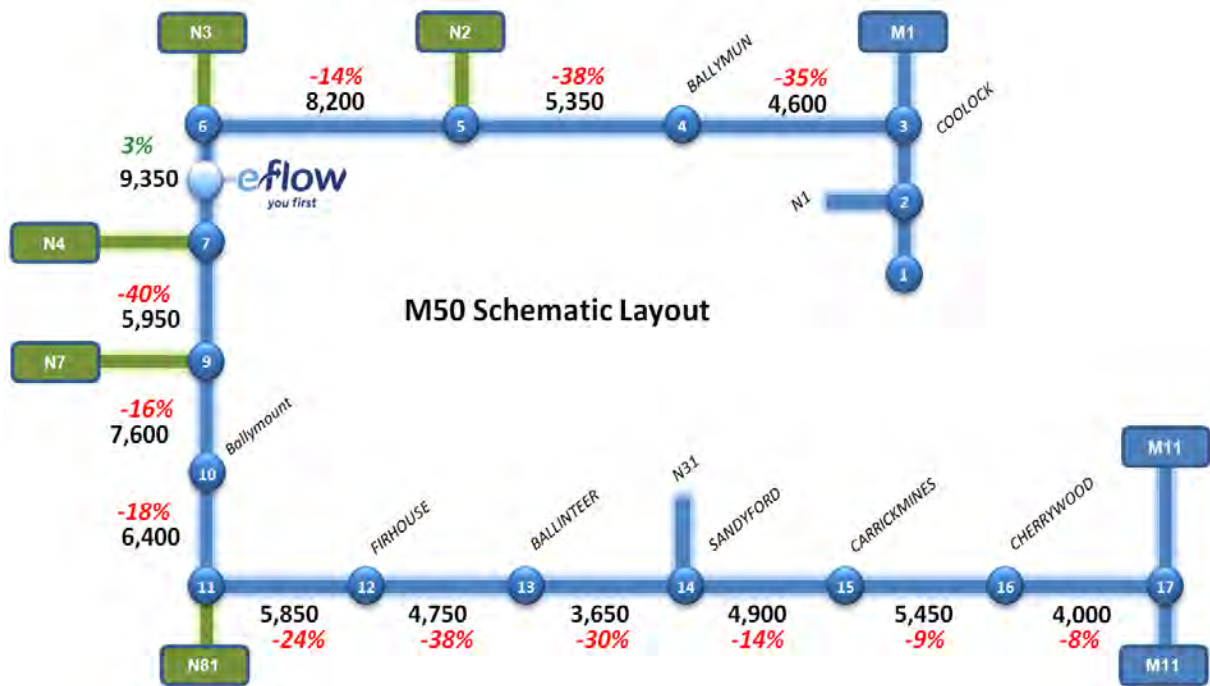 N3
N2
M1
BALLYMUN
COOLOCK
-14%
8,200
-38%
5,350
-35%
4,600
6
5
4
3
3%
9,350
eflow
you first
N1
2
N4
7
1
-40%
5,950
M50 Schematic Layout
N7
9
-16%
7,600
Ballymount
10
-18%
6,400
FIRHOUSE
BALLINTEER
N31
SANDYFORD
CARRICKMINES
CHERRYWOOD
M11
11
12
13
14
15
16
17
5,850
4,750
3,650
4,900
5,450
4,000
-24%
-38%
-30%
-14%
-9%
-8%
N81
M11